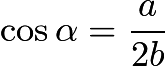 cos α = a/2b